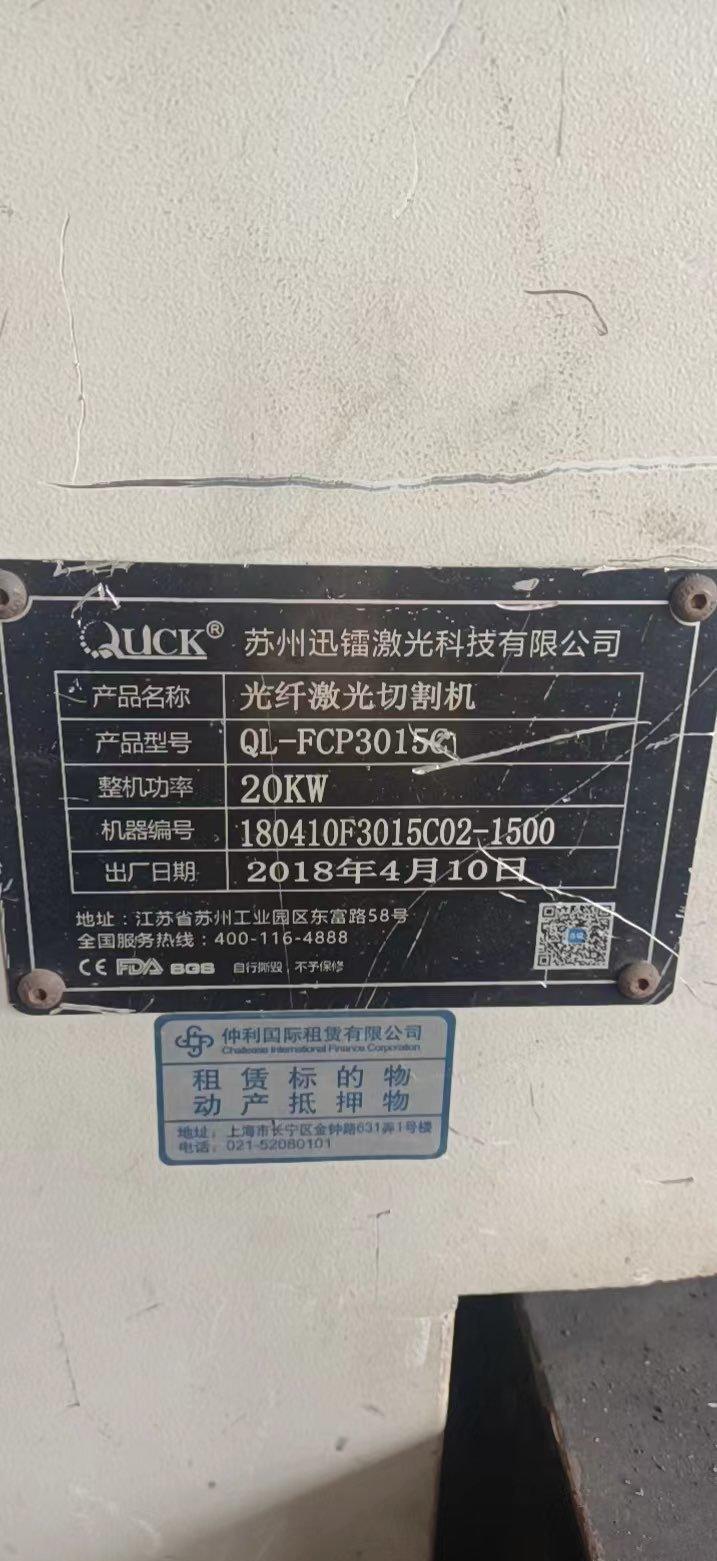 QUCK® 苏州迅镭激光科技有限公司
产品名称 光纤激光切割机
产品型号 QL-FCP3015C
整机功率 20KW
机器编号 180410F3015C02-1500
出厂日期 2018年4月10日
地址：江苏省苏州工业园区东富路58号
全国服务热线：400-116-4888
CE FDA SGS 自行撕毁，不予保修
仲利国际租赁有限公司
Chailease International Finance Corporation
租赁标的物
动产抵押物
地址：上海市长宁区金钟路631弄1号楼
电话：021-52080101